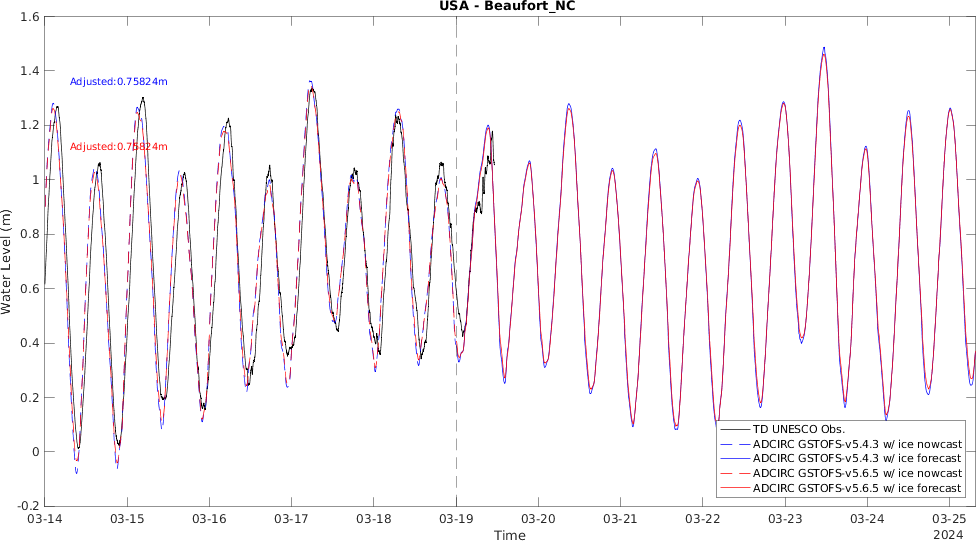 USA - Beaufort_NC
1.6
1.4
1.2
1
0.8
0.6
0.4
0.2
0
-0.2
Water Level (m)
Adjusted:0.75824m
Adjusted:0.75824m
TD UNESCO Obs.
ADCIRC GSTOFS-v5.4.3 w/ ice nowcast
ADCIRC GSTOFS-v5.4.3 w/ ice forecast
ADCIRC GSTOFS-v5.6.5 w/ ice nowcast
ADCIRC GSTOFS-v5.6.5 w/ ice forecast
03-14 03-15 03-16 03-17 03-18 03-19 03-20 03-21 03-22 03-23 03-24 03-25
2024
Time